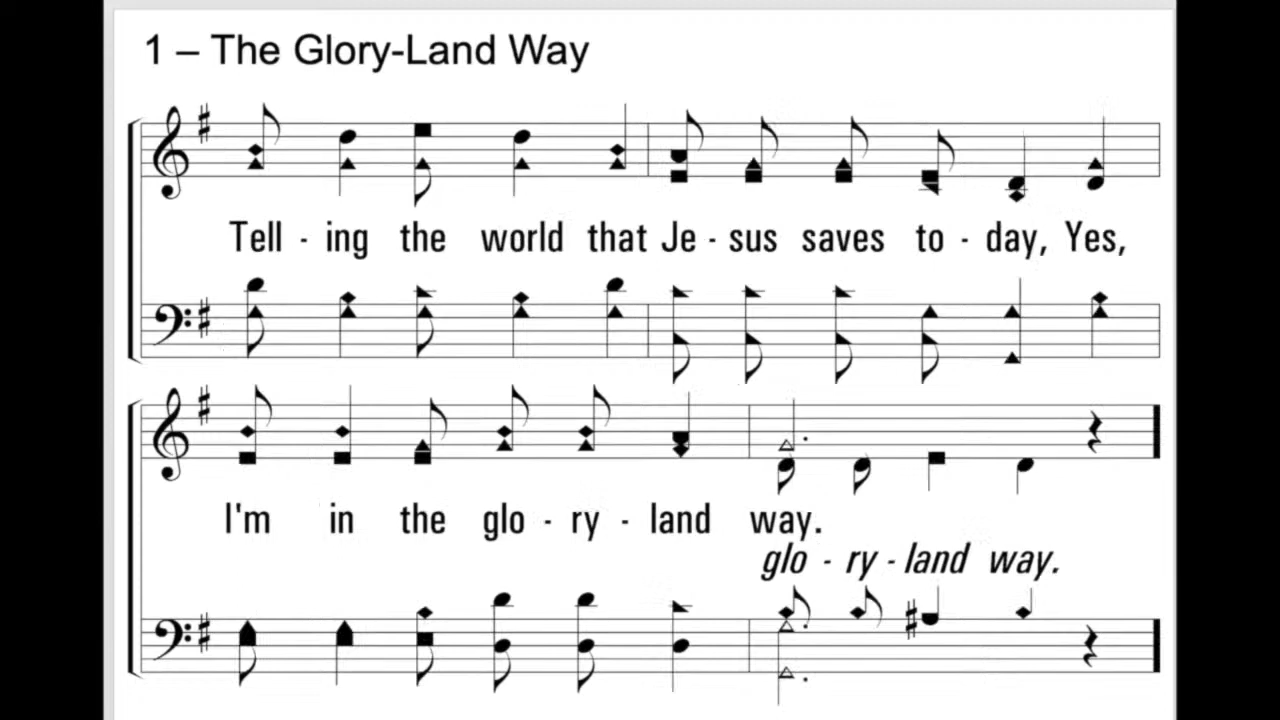 1 – The Glory-Land Way
Tell - ing the world that Je - sus saves to - day, Yes,
I'm in the glo - ry - land way.
glo - ry - land way.